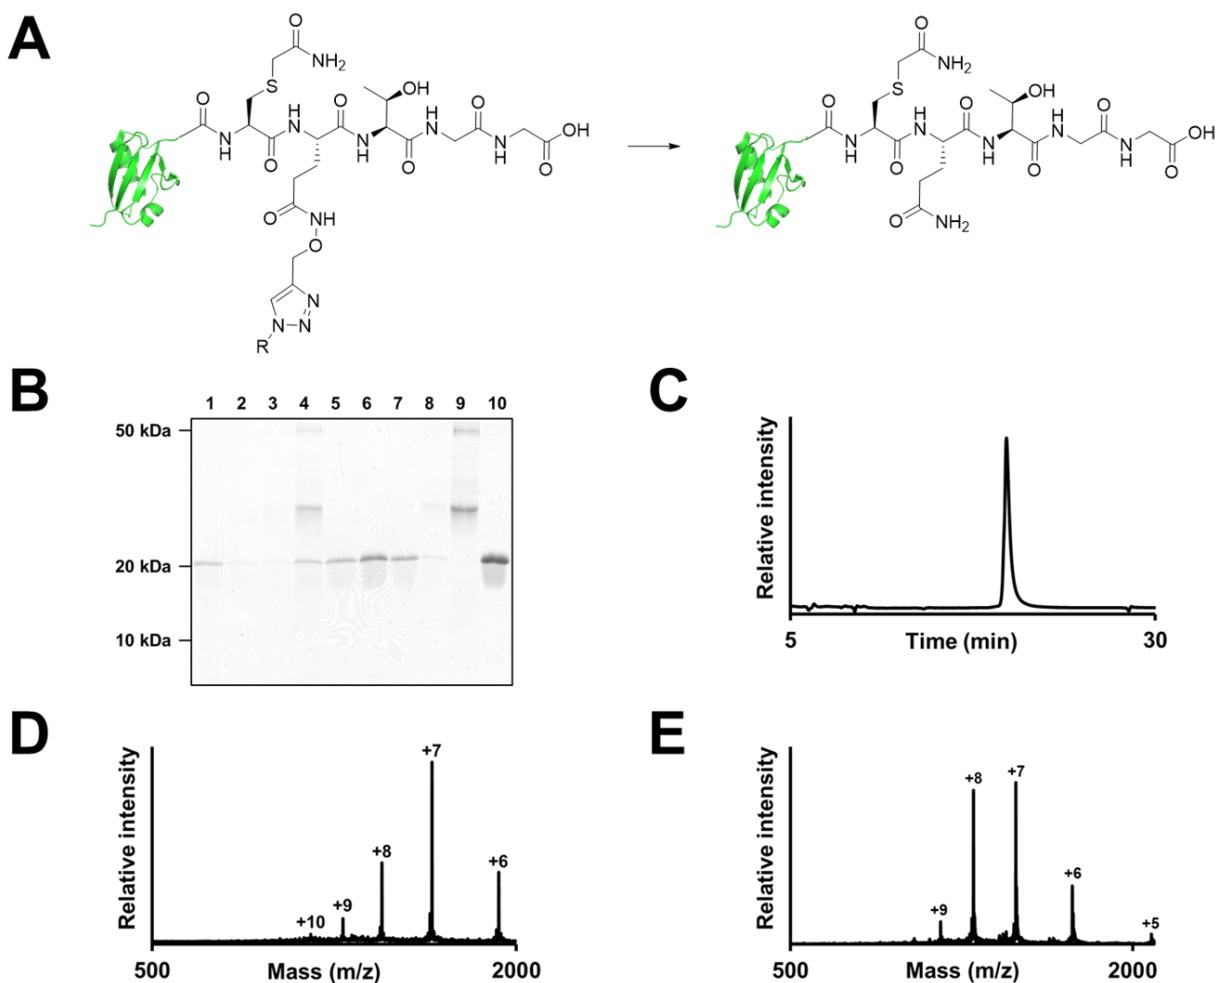 A
O
NH2
S
O
H
N
O
OH
H
N
O
OH
N
H
O
N
H
O
N
H
O
O
NH
O
N
N
N
R
O
NH2
S
O
H
N
O
OH
H
N
O
OH
N
H
O
N
H
O
N
H
O
O
NH2
B
1 2 3 4 5 6 7 8 9 10
50 kDa
20 kDa
10 kDa
C
Relative intensity
5
Time (min)
30
D
Relative intensity
+10
+9
+8
+7
+6
500
Mass (m/z)
2000
E
Relative intensity
+9
+8
+7
+6
+5
500
Mass (m/z)
2000